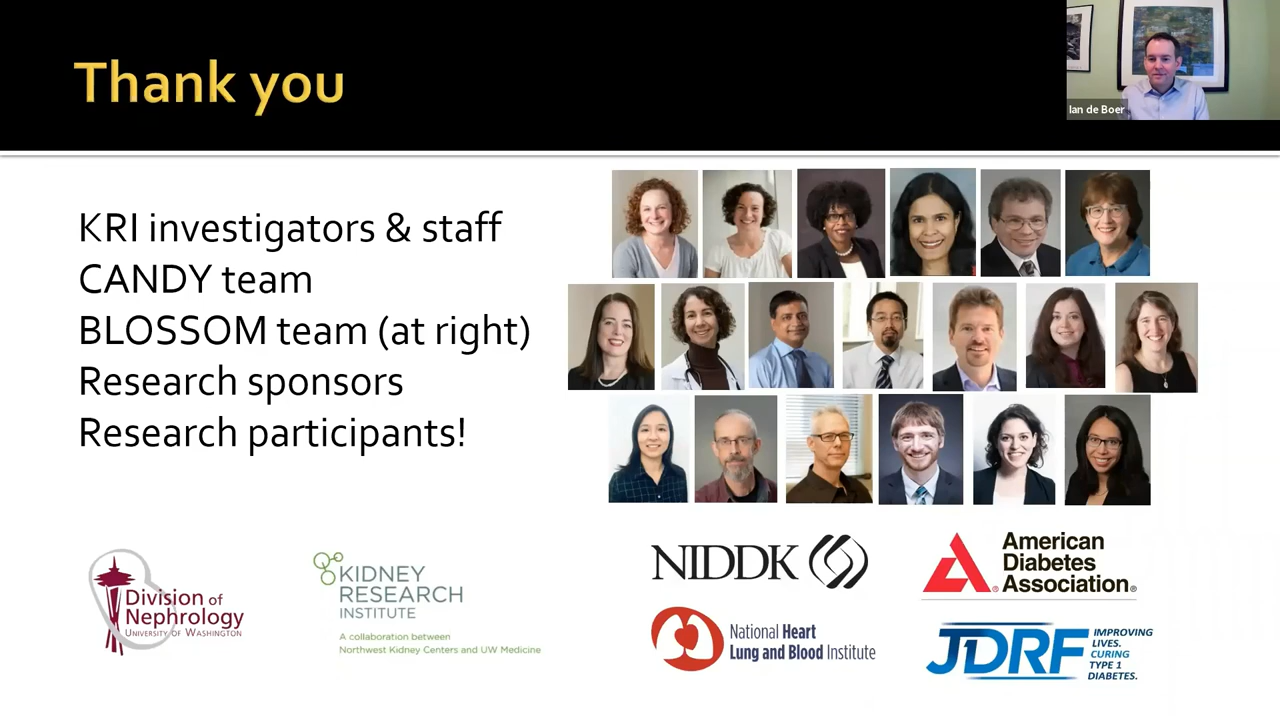 Thank you
Ian de Boer
KRI investigators & staff
CANDY team
BLOSSOM team (at right)
Research sponsors
Research participants!
Division of
Nephrology
UNIVERSITY OF WASHINGTON
KIDNEY
RESEARCH
INSTITUTE
A collaboration between
Northwest Kidney Centers and UW Medicine
NIDDK
American
Diabetes
Association®
National Heart
Lung and Blood Institute
JDRF
IMPROVING
LIVES.
CURING
TYPE 1
DIABETES.